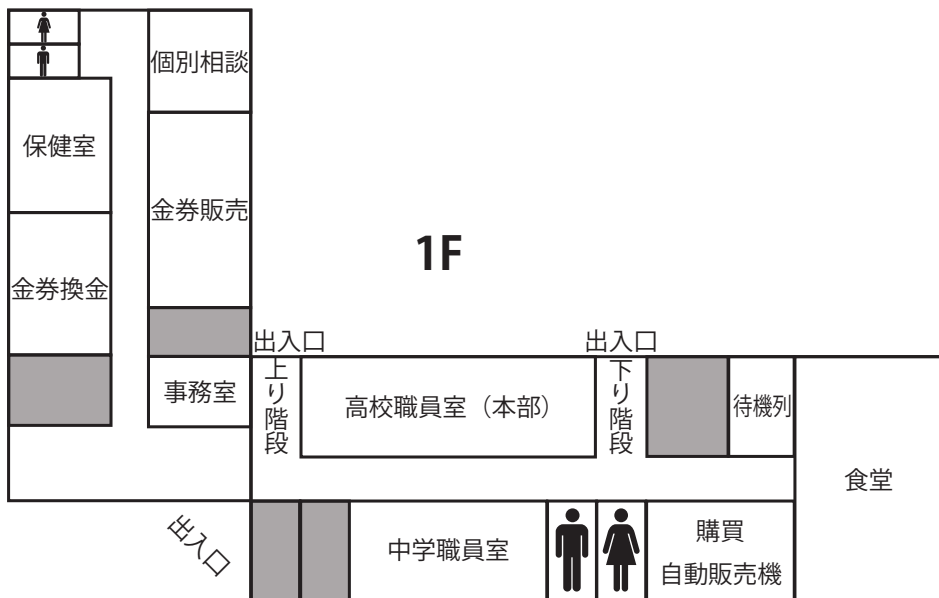 個別相談
保健室
金券販売
1F
金券換金
出入口
出入口
事務室
上り階段
高校職員室（本部）
下り階段
待機列
食堂
出入口
中学職員室
購買
自動販売機